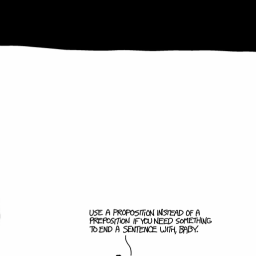 USE A PROPOSITION INSTEAD OF A
PREPOSITION IF YOU NEED SOMETHING
TO END A SENTENCE WITH, BABY.